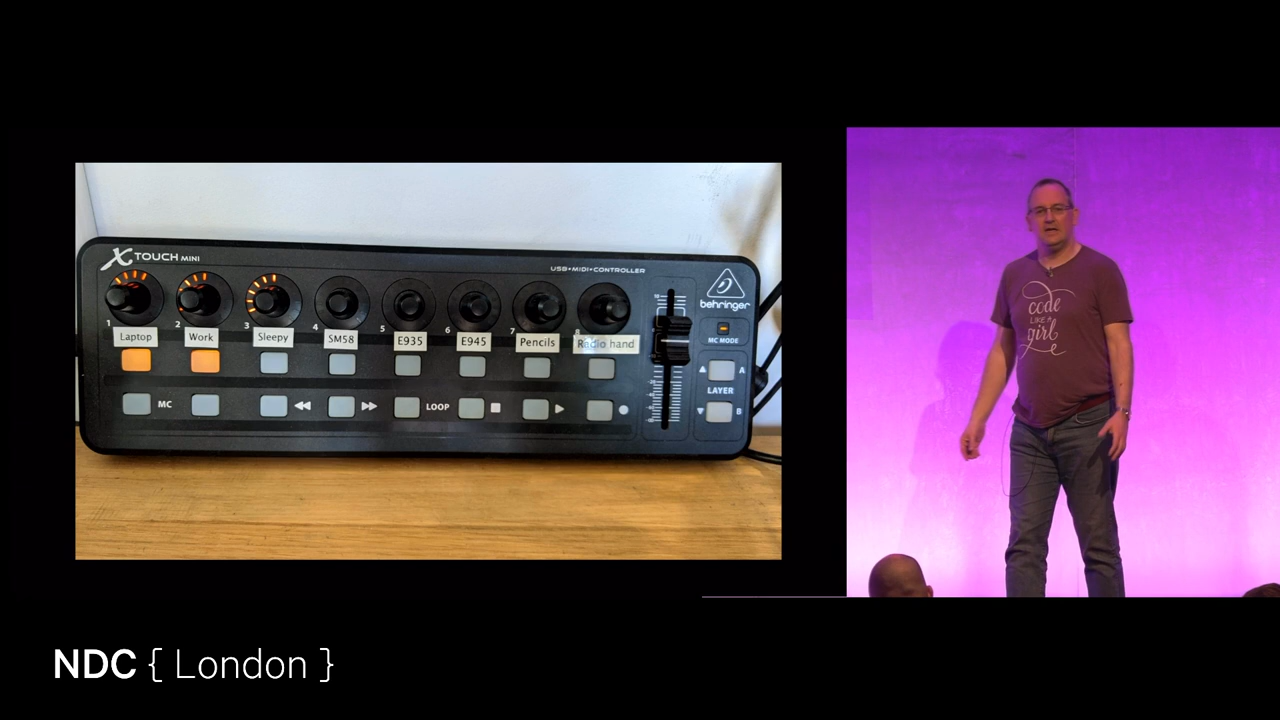 X TOUCH MINI
USB•MIDI•CONTROLLER
behringer
1 2 3 4 5 6 7 8
Laptop Work Sleepy SM58 E935 E945 Pencils Radio hand
MC MODE
A
LAYER
B
MC LOOP
code
LIKE A
girl
NDC { London }